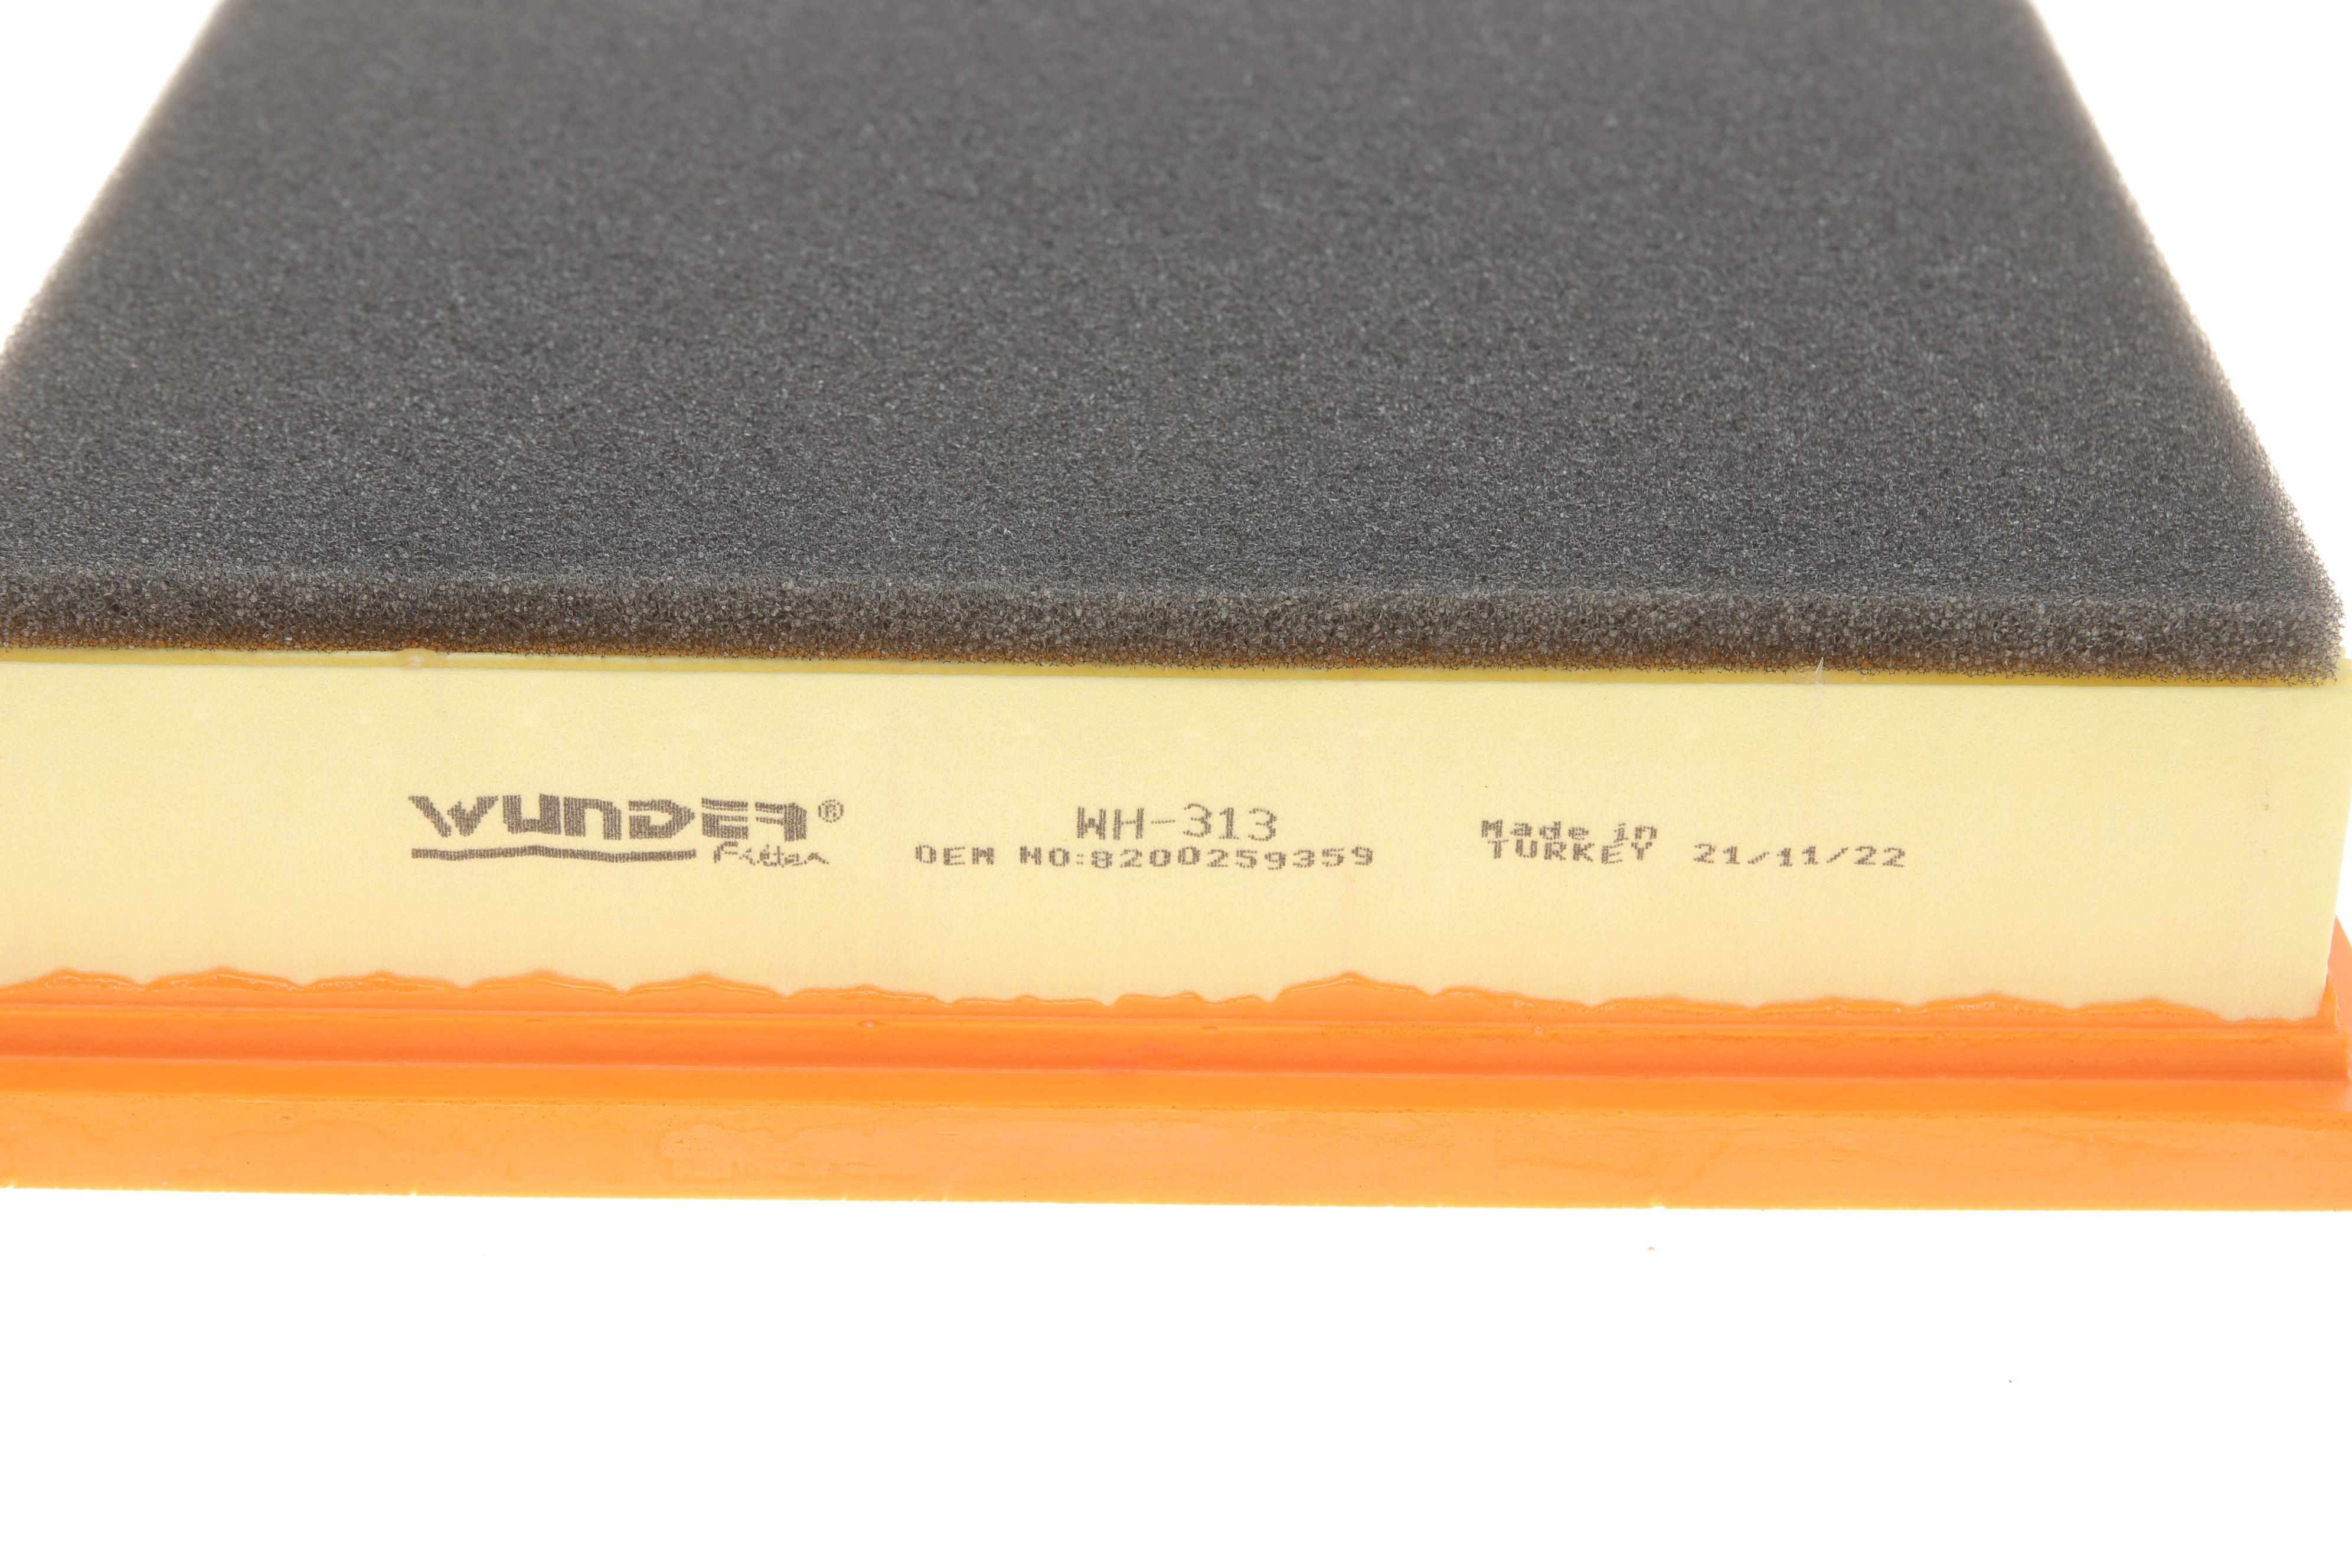 WUNDER®
Filter
WH-313
OEM NO:8200259359
Made in
TURKEY 21/11/22